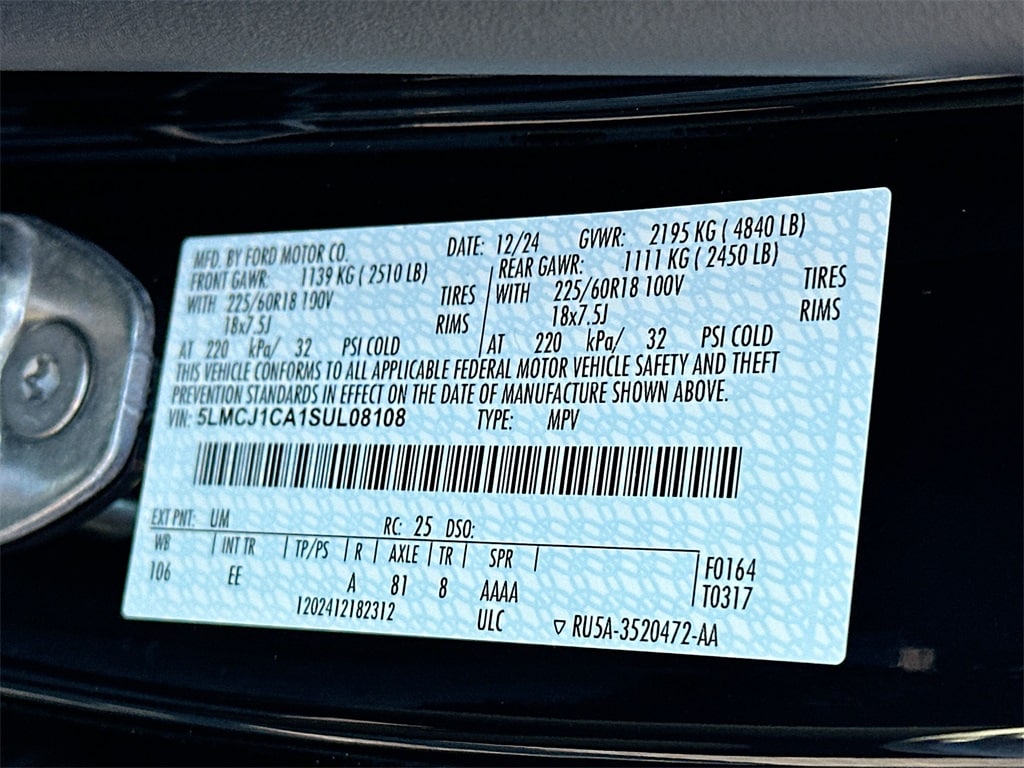 MFD. BY FORD MOTOR CO. DATE: 12/24 GVWR: 2195 KG ( 4840 LB)
FRONT GAWR: 1139 KG ( 2510 LB) REAR GAWR: 1111 KG ( 2450 LB)
WITH 225/60R18 100V TIRES WITH 225/60R18 100V TIRES
18x7.5J RIMS 18x7.5J RIMS
AT 220 kPa/ 32 PSI COLD AT 220 kPa/ 32 PSI COLD
THIS VEHICLE CONFORMS TO ALL APPLICABLE FEDERAL MOTOR VEHICLE SAFETY AND THEFT
PREVENTION STANDARDS IN EFFECT ON THE DATE OF MANUFACTURE SHOWN ABOVE.
VIN: 5LMCJ1CA1SUL08108 TYPE: MPV
EXT PNT: UM RC: 25 DSO:
WB INT TR TP/PS R AXLE TR SPR F0164
106 EE A 81 8 AAAA T0317
1202412182312 ULC ▽ RU5A-3520472-AA